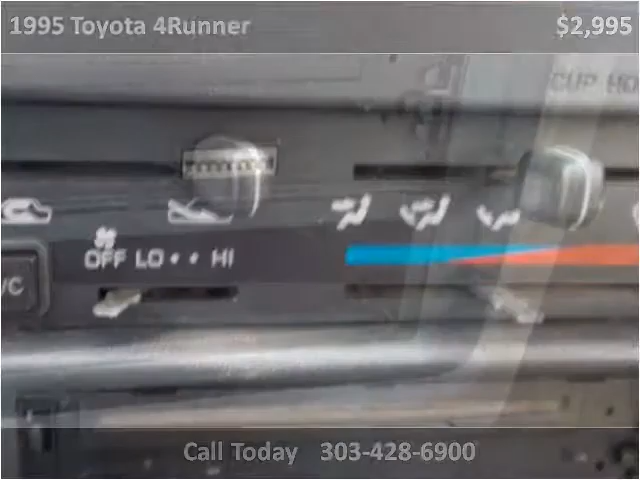 1995 Toyota 4Runner $2,995
CUP HO
OFF LO •• HI
/C
Call Today 303-428-6900